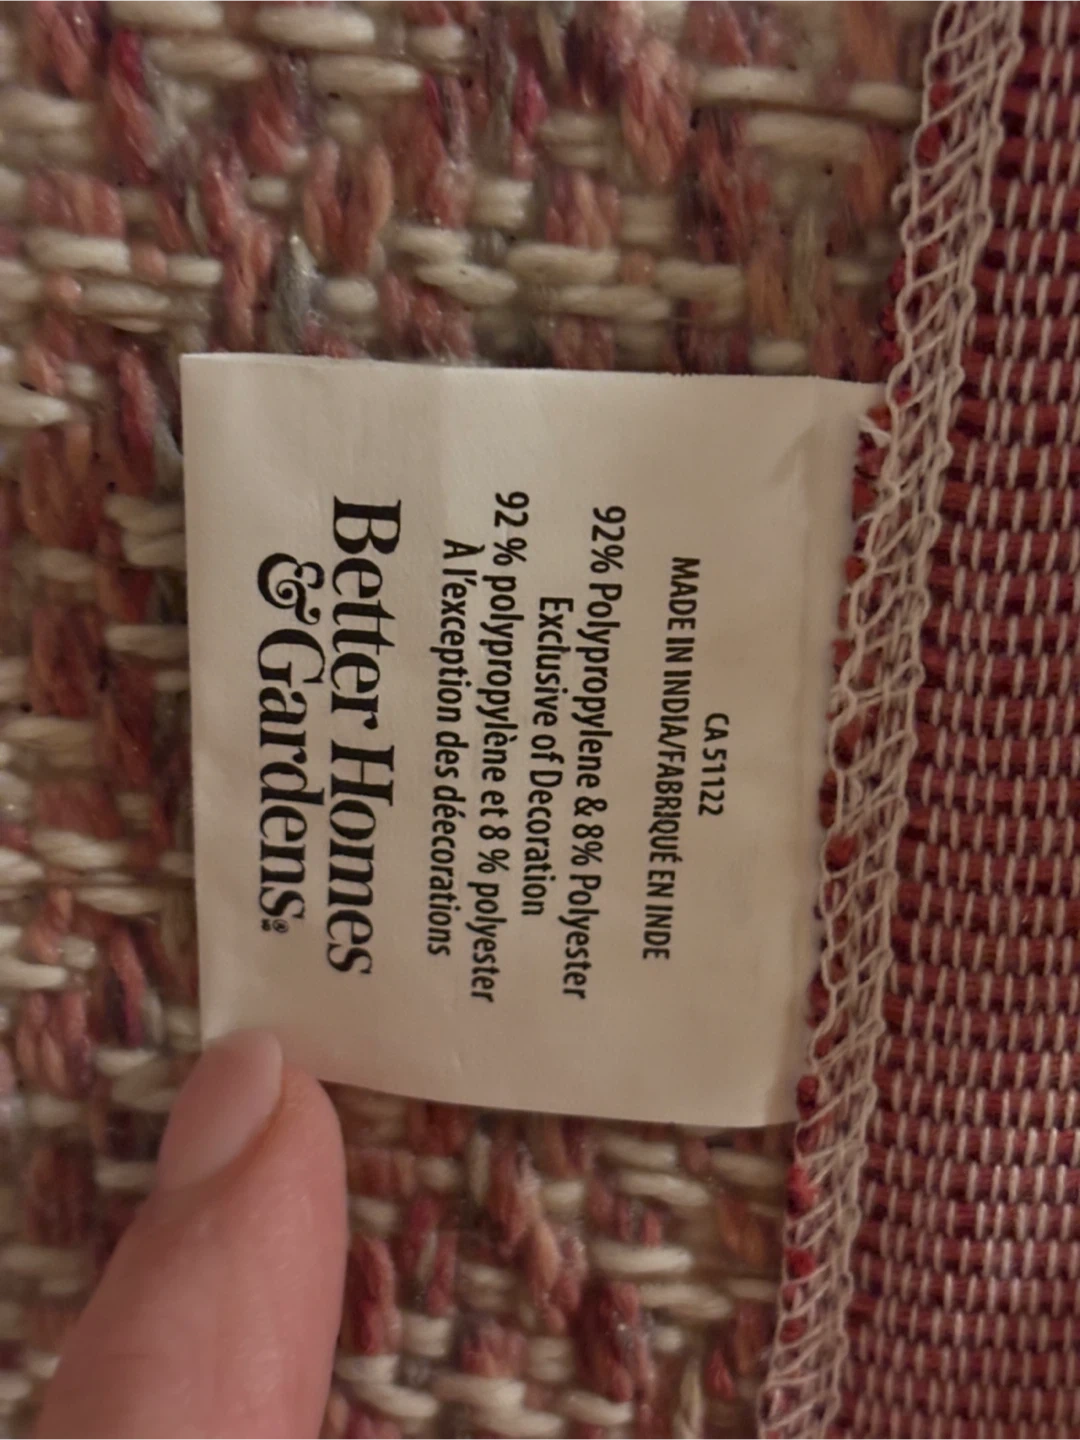 CA 51122
MADE IN INDIA/FABRIQUÉ EN INDE
92% Polypropylene & 8% Polyester
Exclusive of Decoration
92 % polypropylène et 8 % polyester
À l'exception des déecorations
Better Homes
& Gardens®